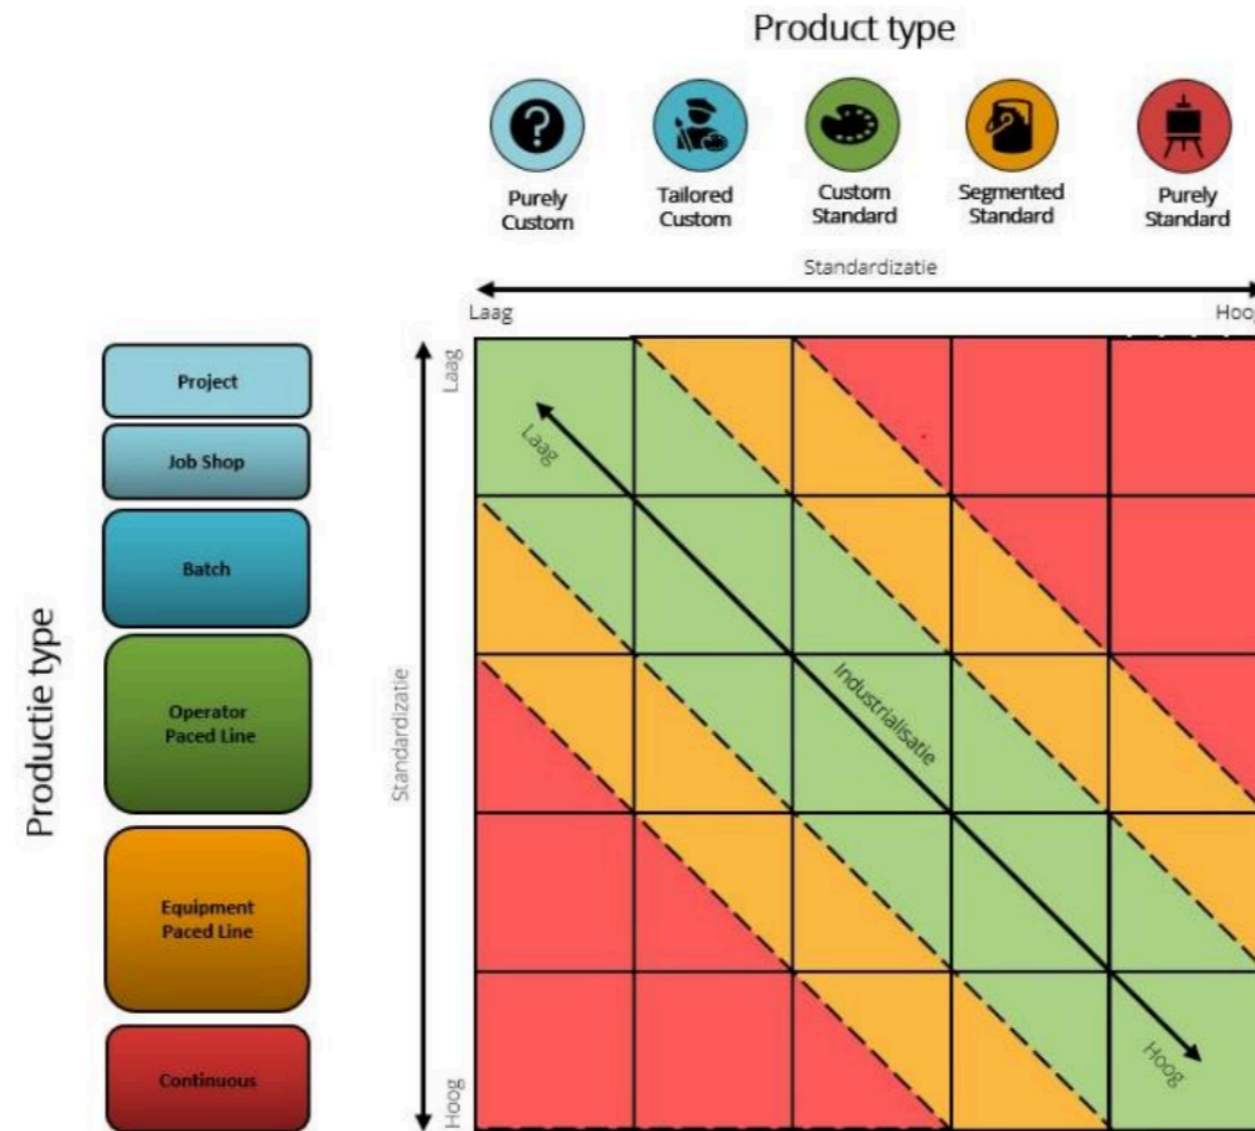 Product type
Purely
Custom
Tailored
Custom
Custom
Standard
Segmented
Standard
Purely
Standard
Standardizatie
Laag
Hoog
Productie type
Project
Job Shop
Batch
Operator
Paced Line
Equipment
Paced Line
Continuous
Laag
Standardizatie
Hoog
Laag
Industrialisatie
Hoog